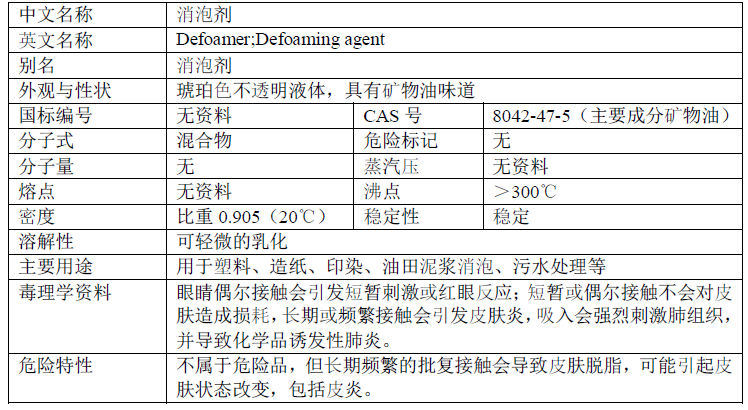 中文名称 消泡剂
英文名称 Defoamer;Defoaming agent
别名 消泡剂
外观与性状 琥珀色不透明液体，具有矿物油味道
国标编号 无资料 CAS 号 8042-47-5（主要成分矿物油）
分子式 混合物 危险标记 无
分子量 无 蒸汽压 无资料
熔点 无资料 沸点 ＞300℃
密度 比重 0.905（20℃） 稳定性 稳定
溶解性 可轻微的乳化
主要用途 用于塑料、造纸、印染、油田泥浆消泡、污水处理等
毒理学资料 眼睛偶尔接触会引发短暂刺激或红眼反应；短暂或偶尔接触不会对皮
肤造成损耗，长期或频繁接触会引发皮肤炎，吸入会强烈刺激肺组织，
并导致化学品诱发性肺炎。
危险特性 不属于危险品，但长期频繁的批复接触会导致皮肤脱脂，可能引起皮
肤状态改变，包括皮炎。